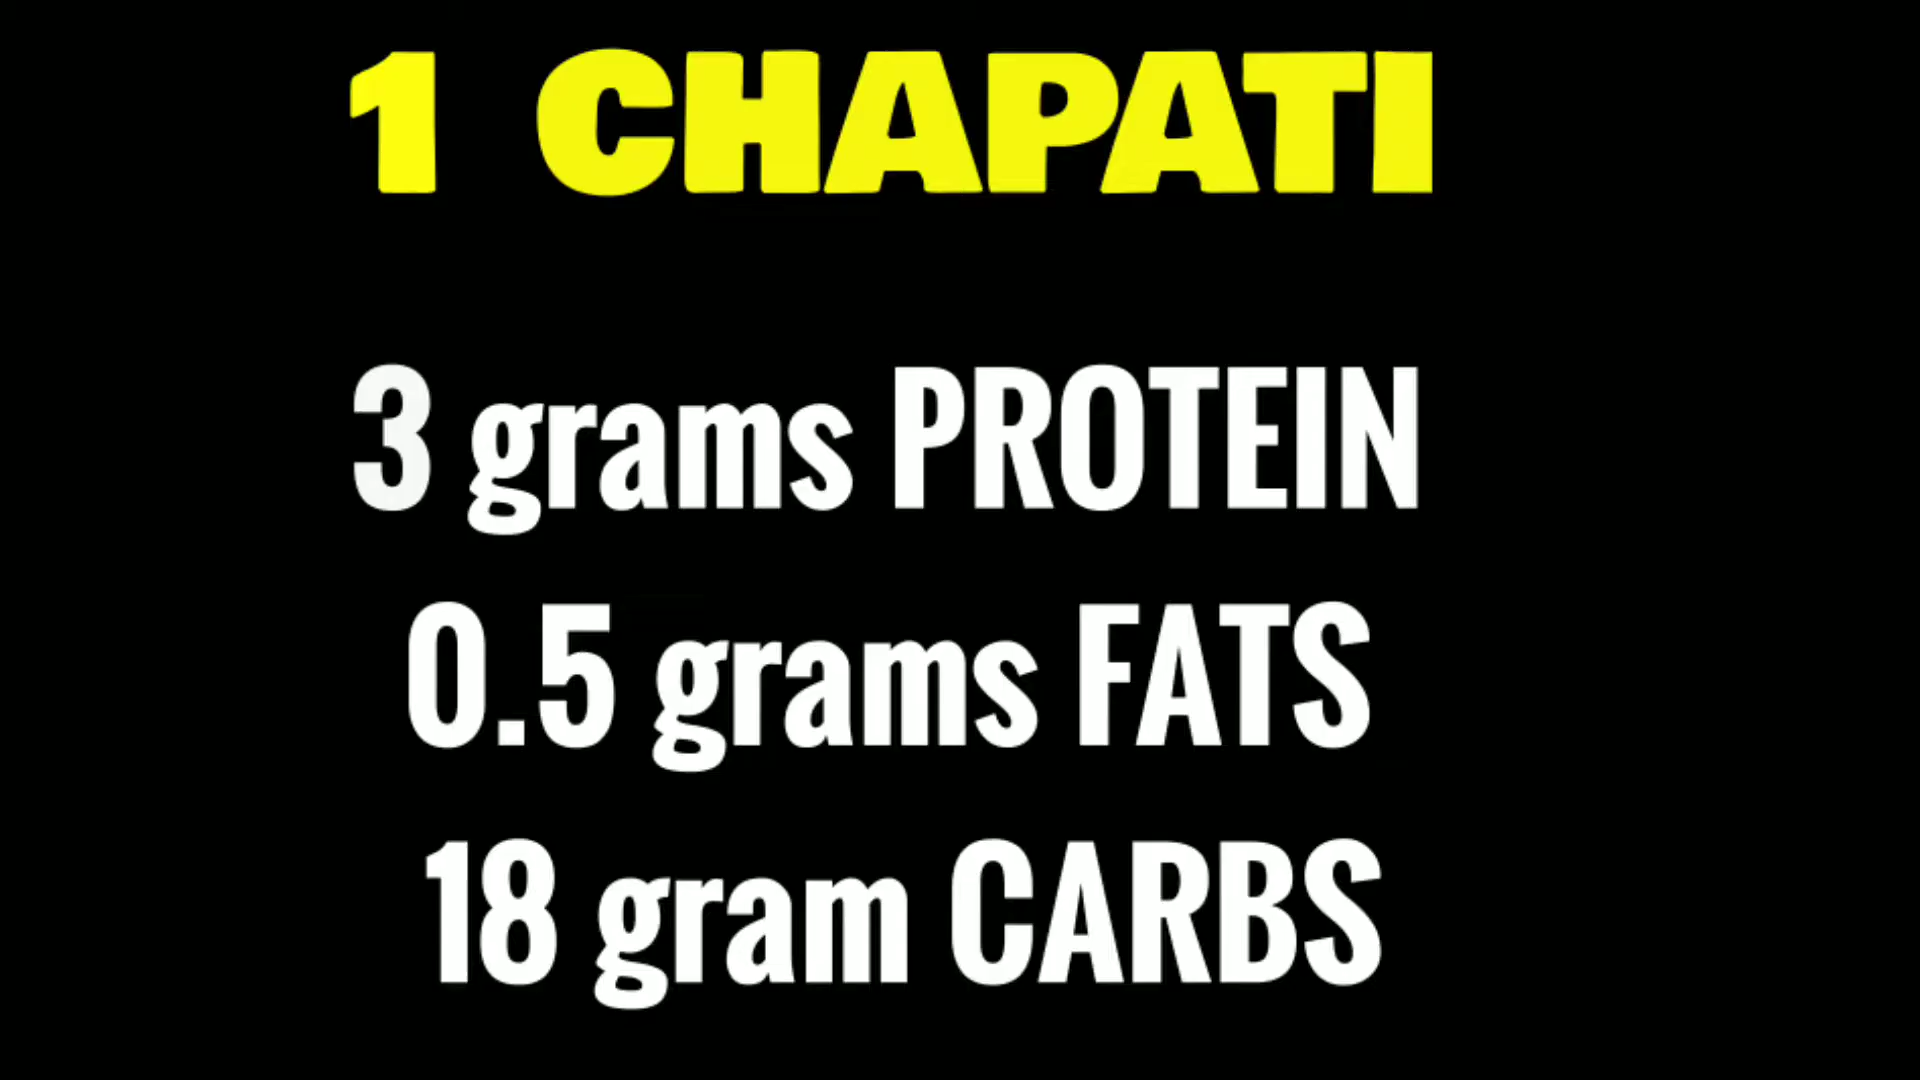 1 CHAPATI
3 grams PROTEIN
0.5 grams FATS
18 gram CARBS